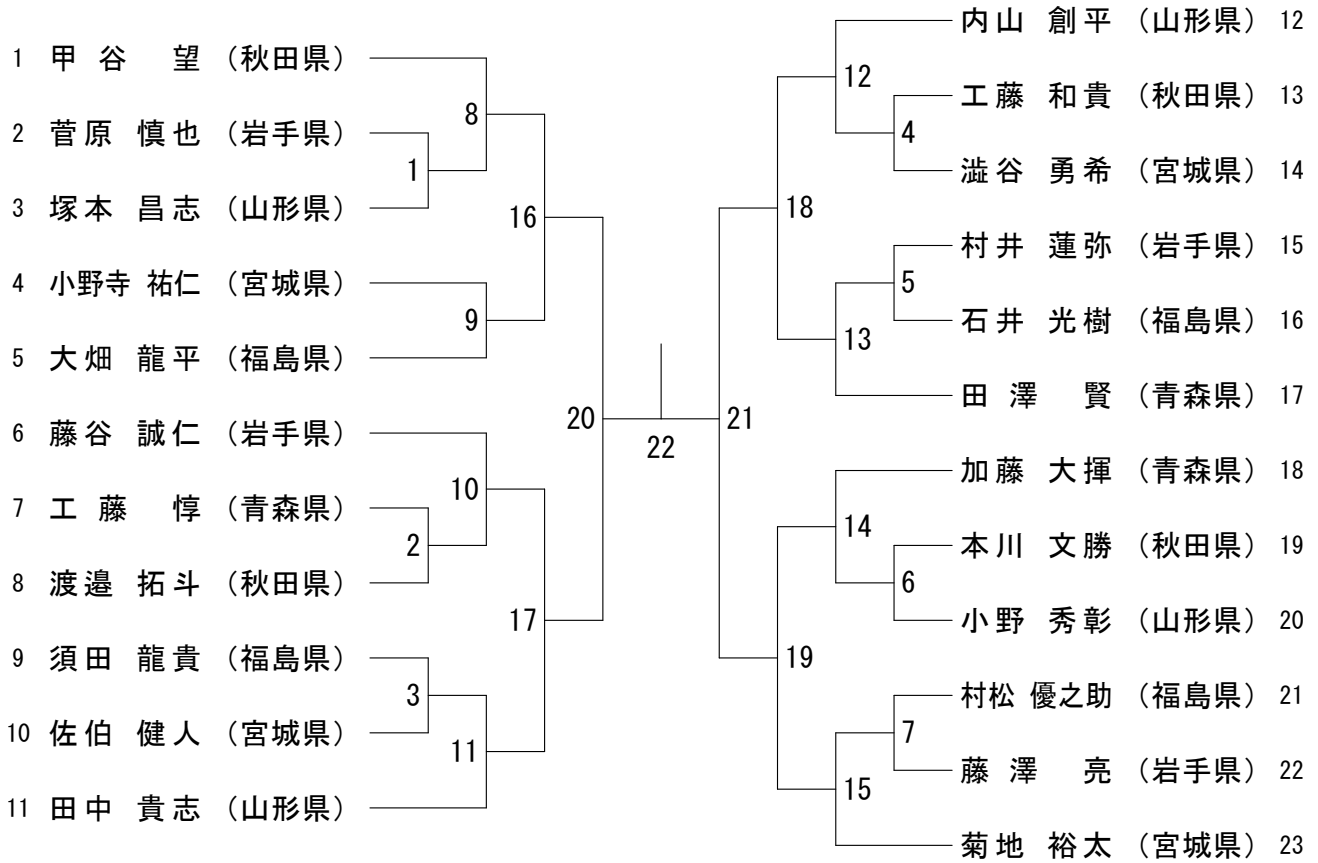 1 甲谷 望 (秋田県)
2 菅原 慎也 (岩手県)
3 塚本 昌志 (山形県)
4 小野寺 祐仁 (宮城県)
5 大畑 龍平 (福島県)
6 藤谷 誠仁 (岩手県)
7 工藤 惇 (青森県)
8 渡邉 拓斗 (秋田県)
9 須田 龍貴 (福島県)
10 佐伯 健人 (宮城県)
11 田中 貴志 (山形県)
1
2
3
8
9
10
11
16
17
20
22
21
18
19
12
13
14
15
4
5
6
7
内山 創平 (山形県) 12
工藤 和貴 (秋田県) 13
澁谷 勇希 (宮城県) 14
村井 蓮弥 (岩手県) 15
石井 光樹 (福島県) 16
田澤 賢 (青森県) 17
加藤 大揮 (青森県) 18
本川 文勝 (秋田県) 19
小野 秀彰 (山形県) 20
村松 優之助 (福島県) 21
藤澤 亮 (岩手県) 22
菊地 裕太 (宮城県) 23